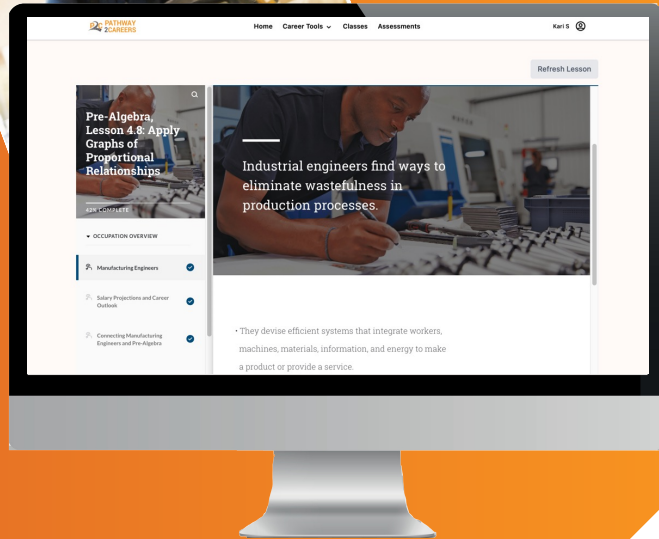 PATHWAY
2CAREERS
Home Career Tools Classes Assessments
Kari S
Refresh Lesson
Pre-Algebra,
Lesson 4.8: Apply
Graphs of
Proportional
Relationships
42% COMPLETE
OCCUPATION OVERVIEW
Manufacturing Engineers
Salary Projections and Career
Outlook
Connecting Manufacturing
Engineers and Pre-Algebra
Industrial engineers find ways to
eliminate wastefulness in
production processes.
• They devise efficient systems that integrate workers,
machines, materials, information, and energy to make
a product or provide a service.